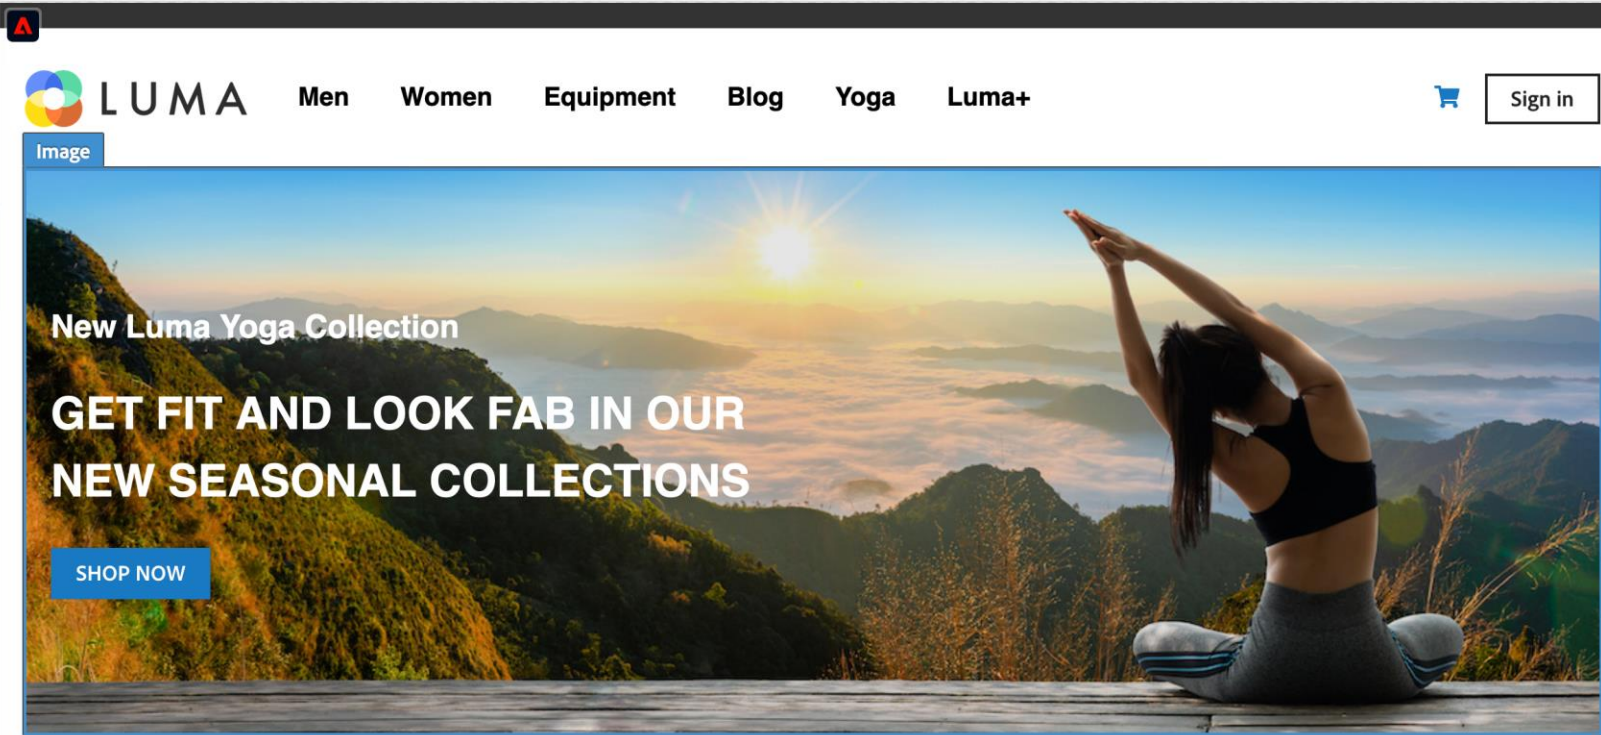 LUMA
Men Women Equipment Blog Yoga Luma+
Sign in
Image
New Luma Yoga Collection
GET FIT AND LOOK FAB IN OUR
NEW SEASONAL COLLECTIONS
SHOP NOW